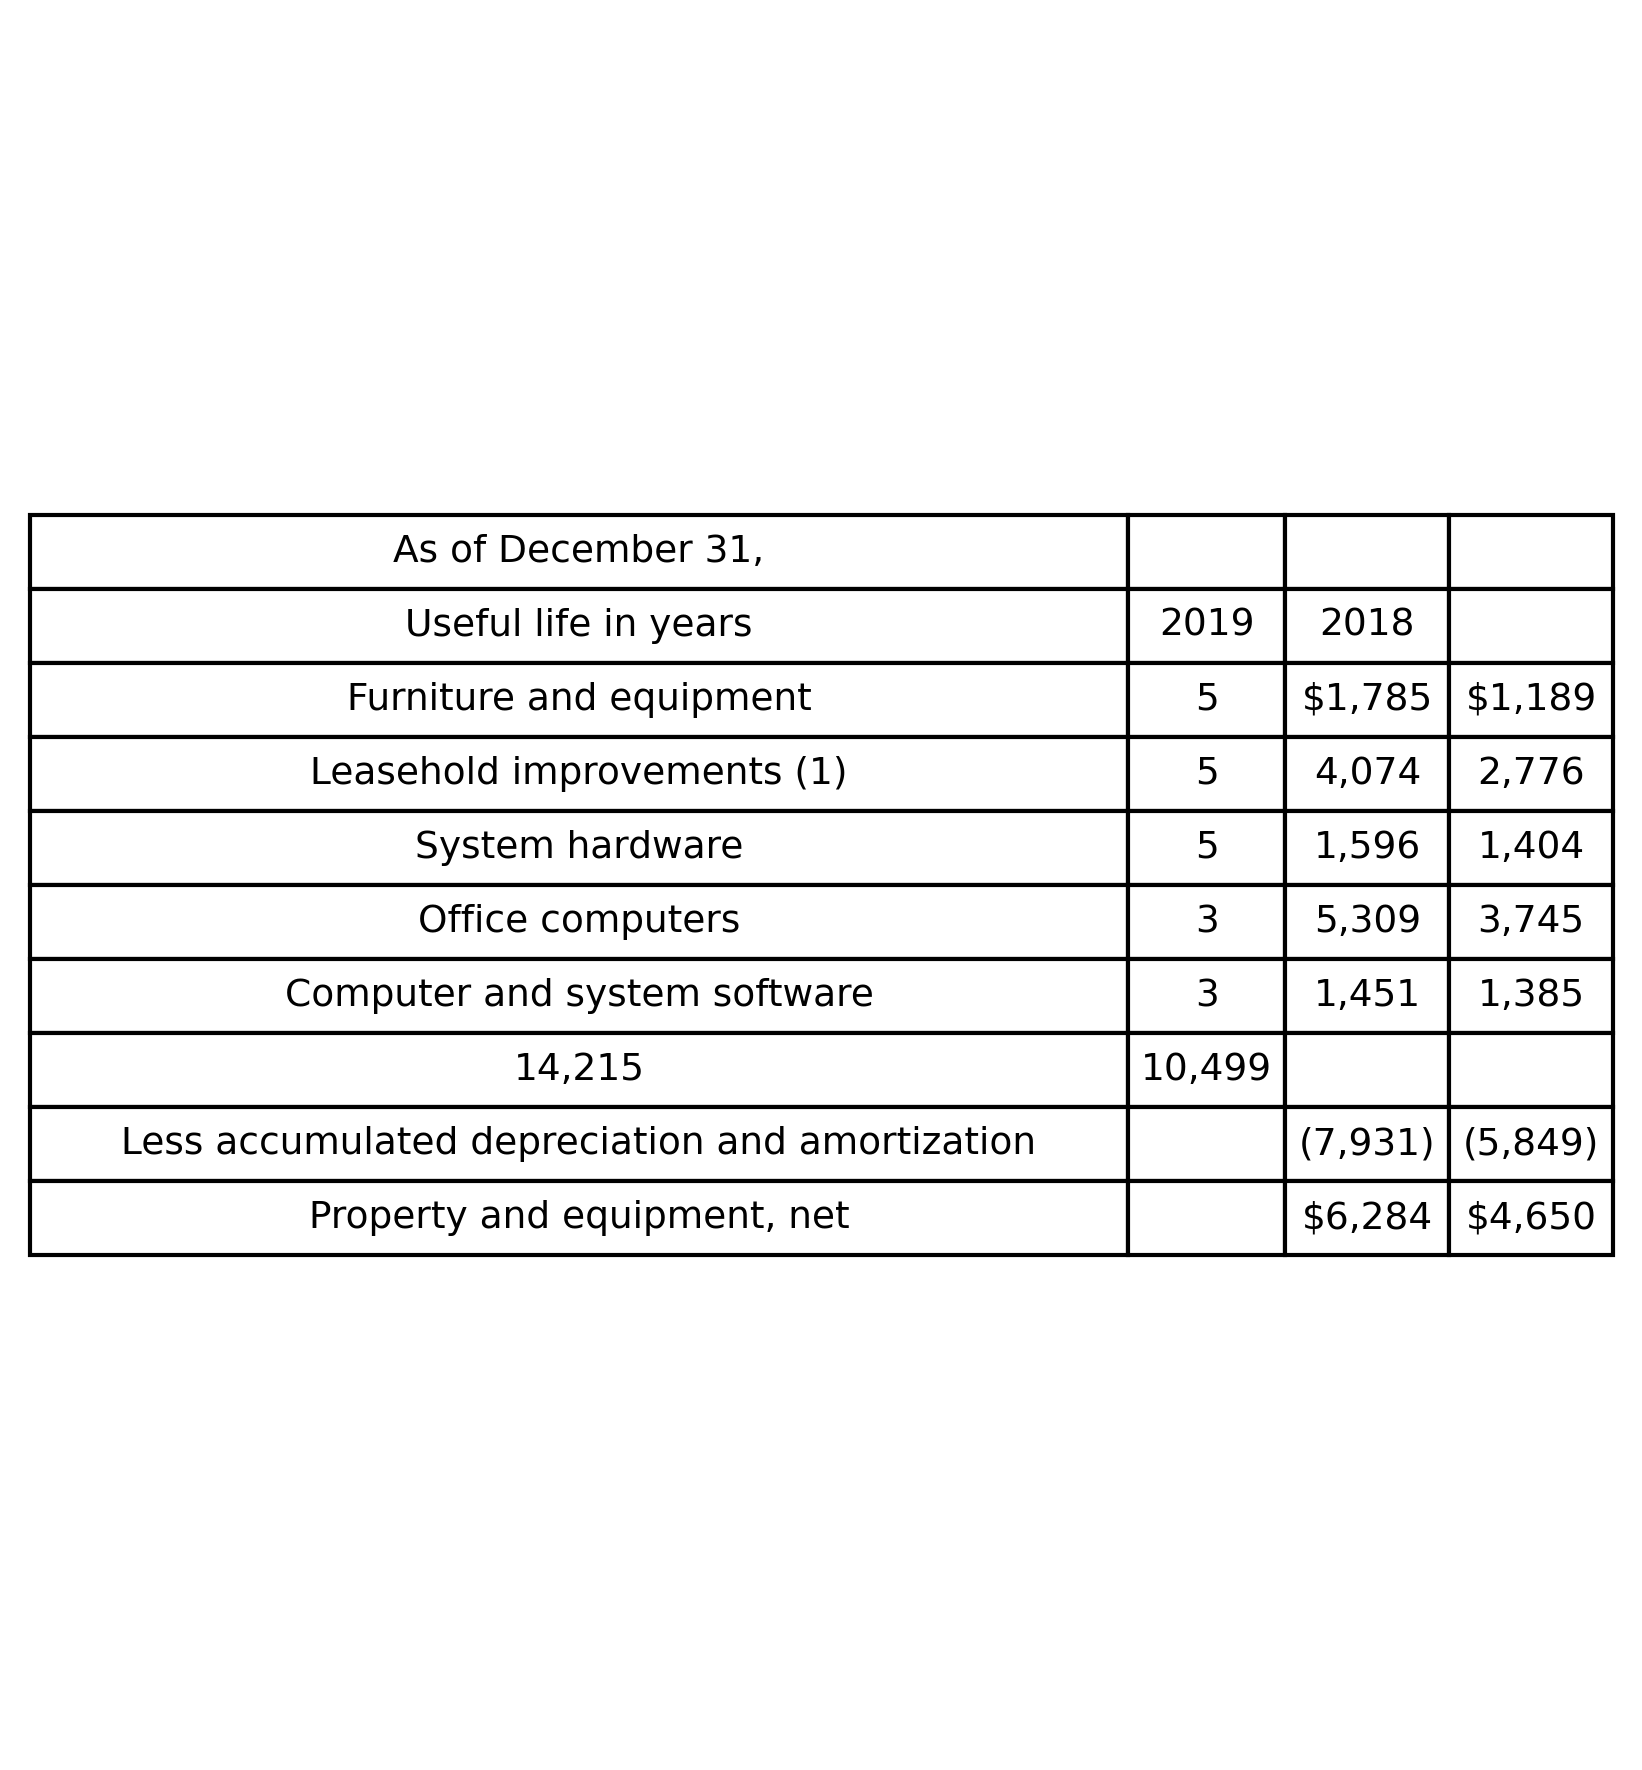 As of December 31,
Useful life in years 2019 2018
Furniture and equipment 5 $1,785 $1,189
Leasehold improvements (1) 5 4,074 2,776
System hardware 5 1,596 1,404
Office computers 3 5,309 3,745
Computer and system software 3 1,451 1,385
14,215 10,499
Less accumulated depreciation and amortization (7,931) (5,849)
Property and equipment, net $6,284 $4,650